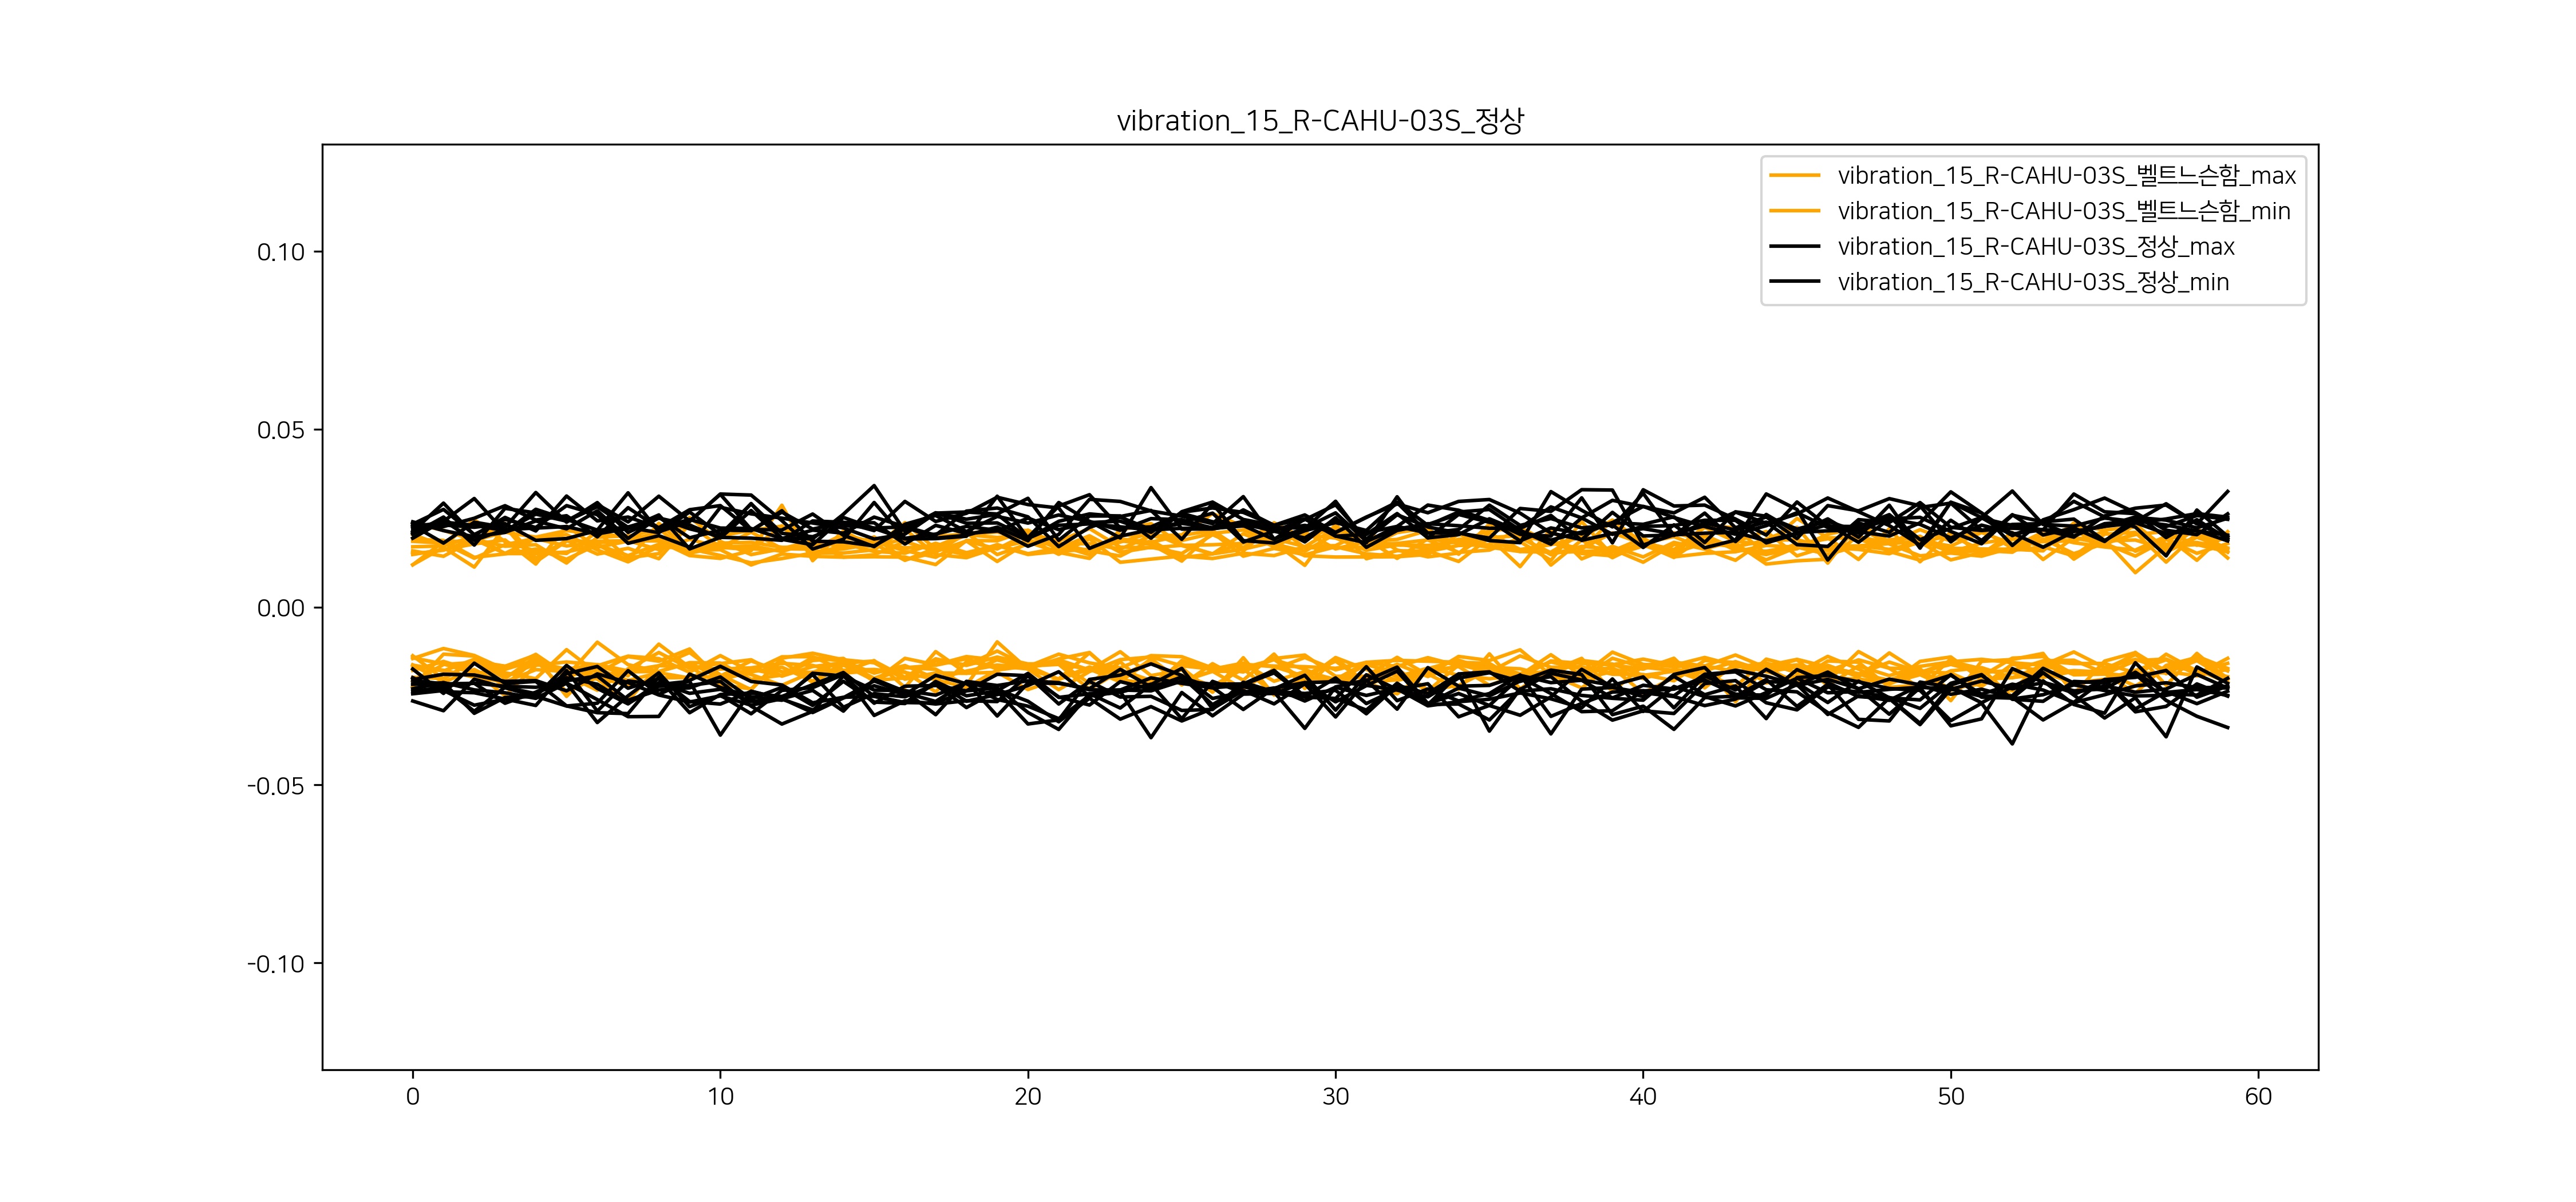 vibration_15_R-CAHU-03S_정상
vibration_15_R-CAHU-03S_벨트느슨함_max
vibration_15_R-CAHU-03S_벨트느슨함_min
vibration_15_R-CAHU-03S_정상_max
vibration_15_R-CAHU-03S_정상_min
0.10
0.05
0.00
-0.05
-0.10
0 10 20 30 40 50 60